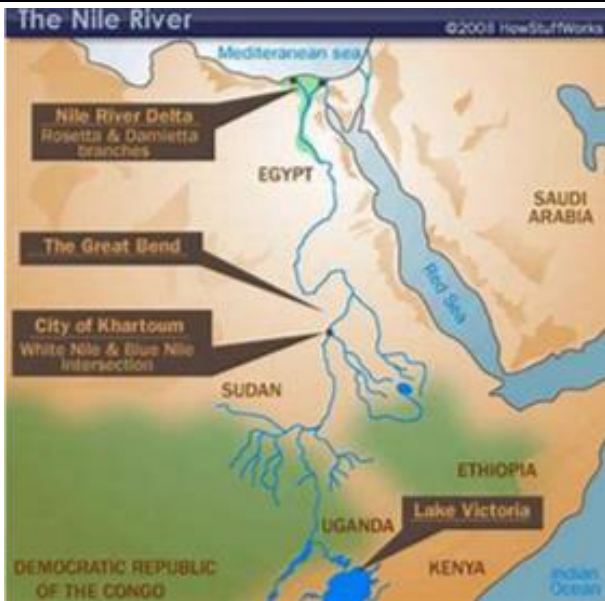 The Nile River
©2008 HowStuffWorks
Mediteranean sea
Nile River Delta
Rosetta & Damietta
branches
EGYPT
SAUDI
ARABIA
The Great Bend
Red Sea
City of Khartoum
White Nile & Blue Nile
intersection
SUDAN
ETHIOPIA
Lake Victoria
UGANDA
DEMOCRATIC REPUBLIC
OF THE CONGO
KENYA
Indian
Ocean